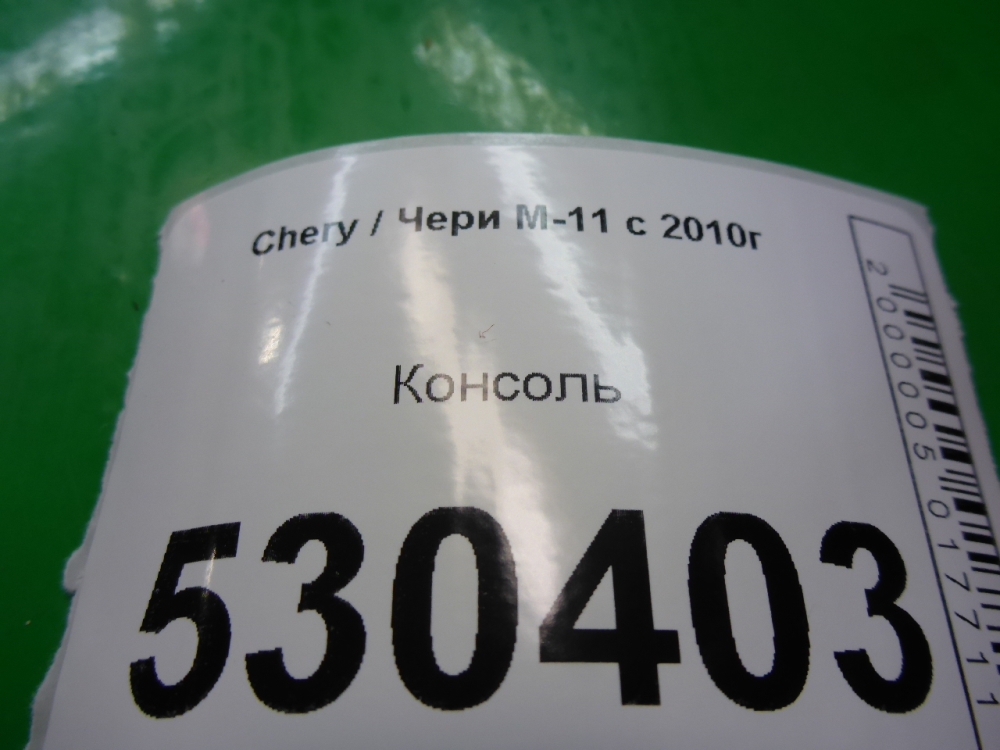 Chery / Чери М-11 с 2010г
Консоль
530403
2000005017711